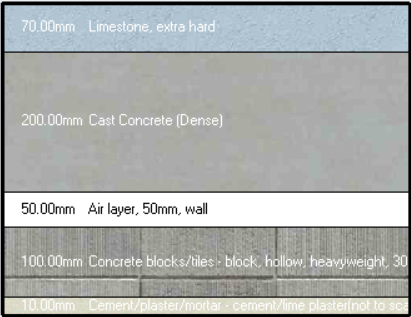 70.00mm Limestone, extra hard
200.00mm Cast Concrete (Dense)
50.00mm Air layer, 50mm, wall
100.00mm Concrete blocks/tiles - block, hollow, heavyweight, 30
10.00mm Cement/plaster/mortar - cement/lime plaster(not to sca